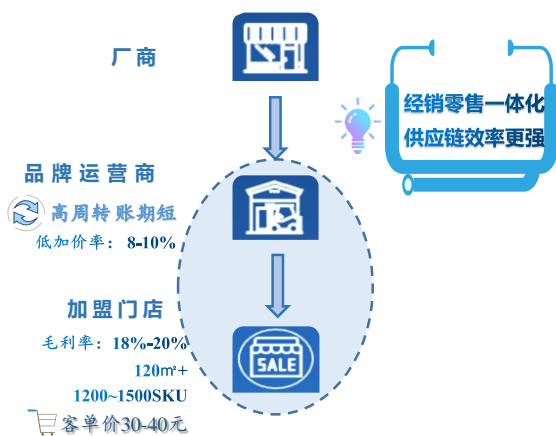 厂商
经销零售一体化
供应链效率更强
品牌运营商
高周转账期短
低加价率：8-10%
加盟门店
毛利率：18%-20%
120㎡+
1200~1500SKU
客单价30-40元
SALE